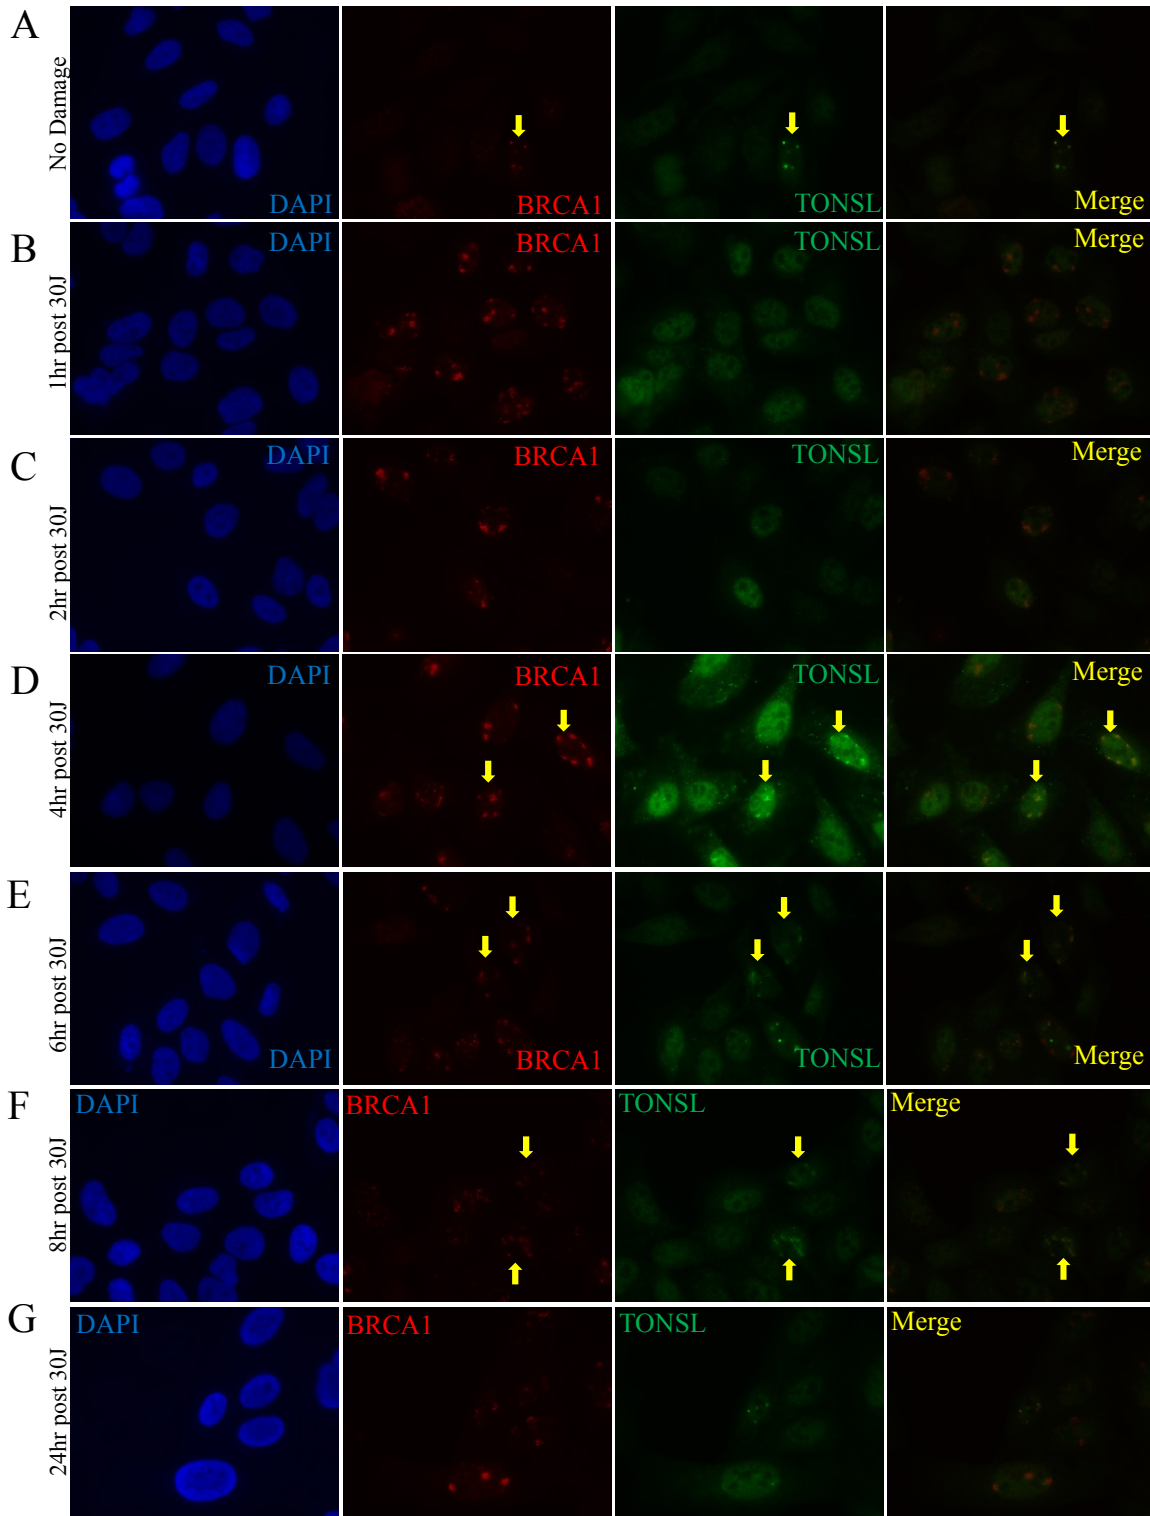 A
No Damage
DAPI
BRCA1
TONSL
Merge
B
1hr post 30J
DAPI
BRCA1
TONSL
Merge
C
2hr post 30J
DAPI
BRCA1
TONSL
Merge
D
4hr post 30J
DAPI
BRCA1
TONSL
Merge
E
6hr post 30J
DAPI
BRCA1
TONSL
Merge
F
8hr post 30J
DAPI
BRCA1
TONSL
Merge
G
24hr post 30J
DAPI
BRCA1
TONSL
Merge